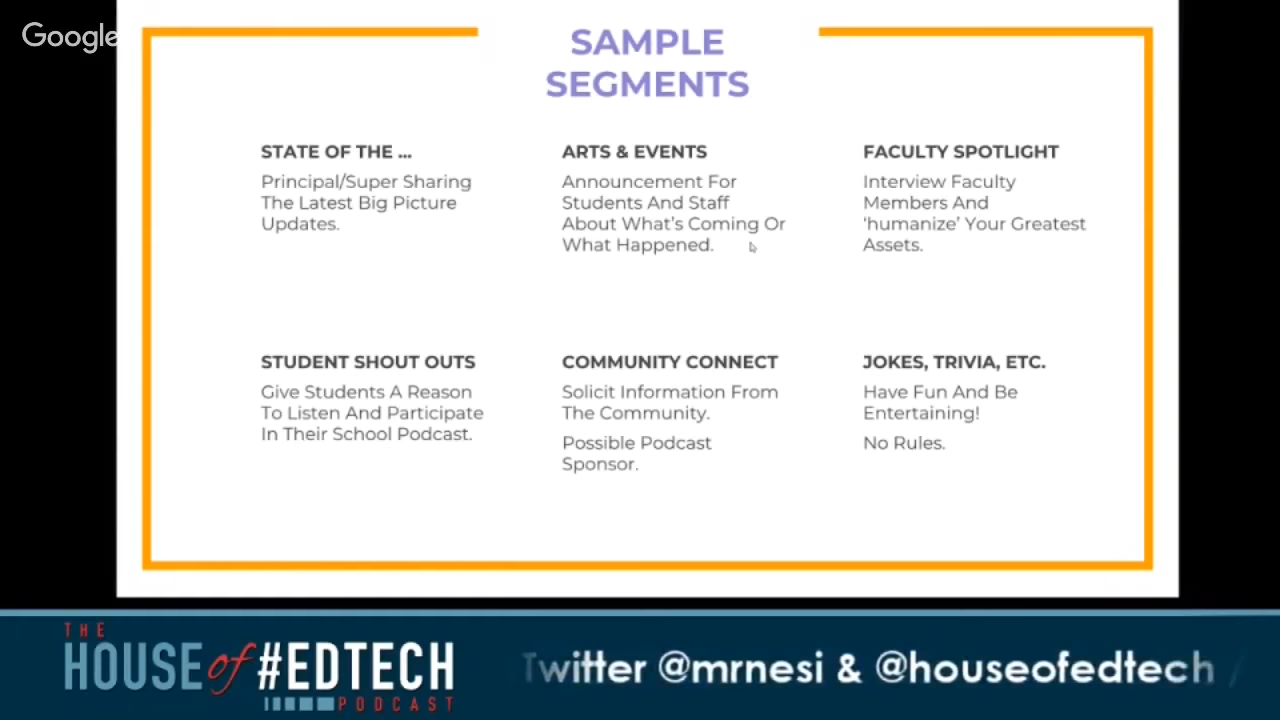 Google
SAMPLE
SEGMENTS
STATE OF THE ...
Principal/Super Sharing
The Latest Big Picture
Updates.
ARTS & EVENTS
Announcement For
Students And Staff
About What's Coming Or
What Happened.
FACULTY SPOTLIGHT
Interview Faculty
Members And
‘humanize’ Your Greatest
Assets.
STUDENT SHOUT OUTS
Give Students A Reason
To Listen And Participate
In Their School Podcast.
COMMUNITY CONNECT
Solicit Information From
The Community.
Possible Podcast
Sponsor.
JOKES, TRIVIA, ETC.
Have Fun And Be
Entertaining!
No Rules.
THE
HOUSE of #EDTECH
PODCAST
Twitter @mrnesi & @houseofedtech /